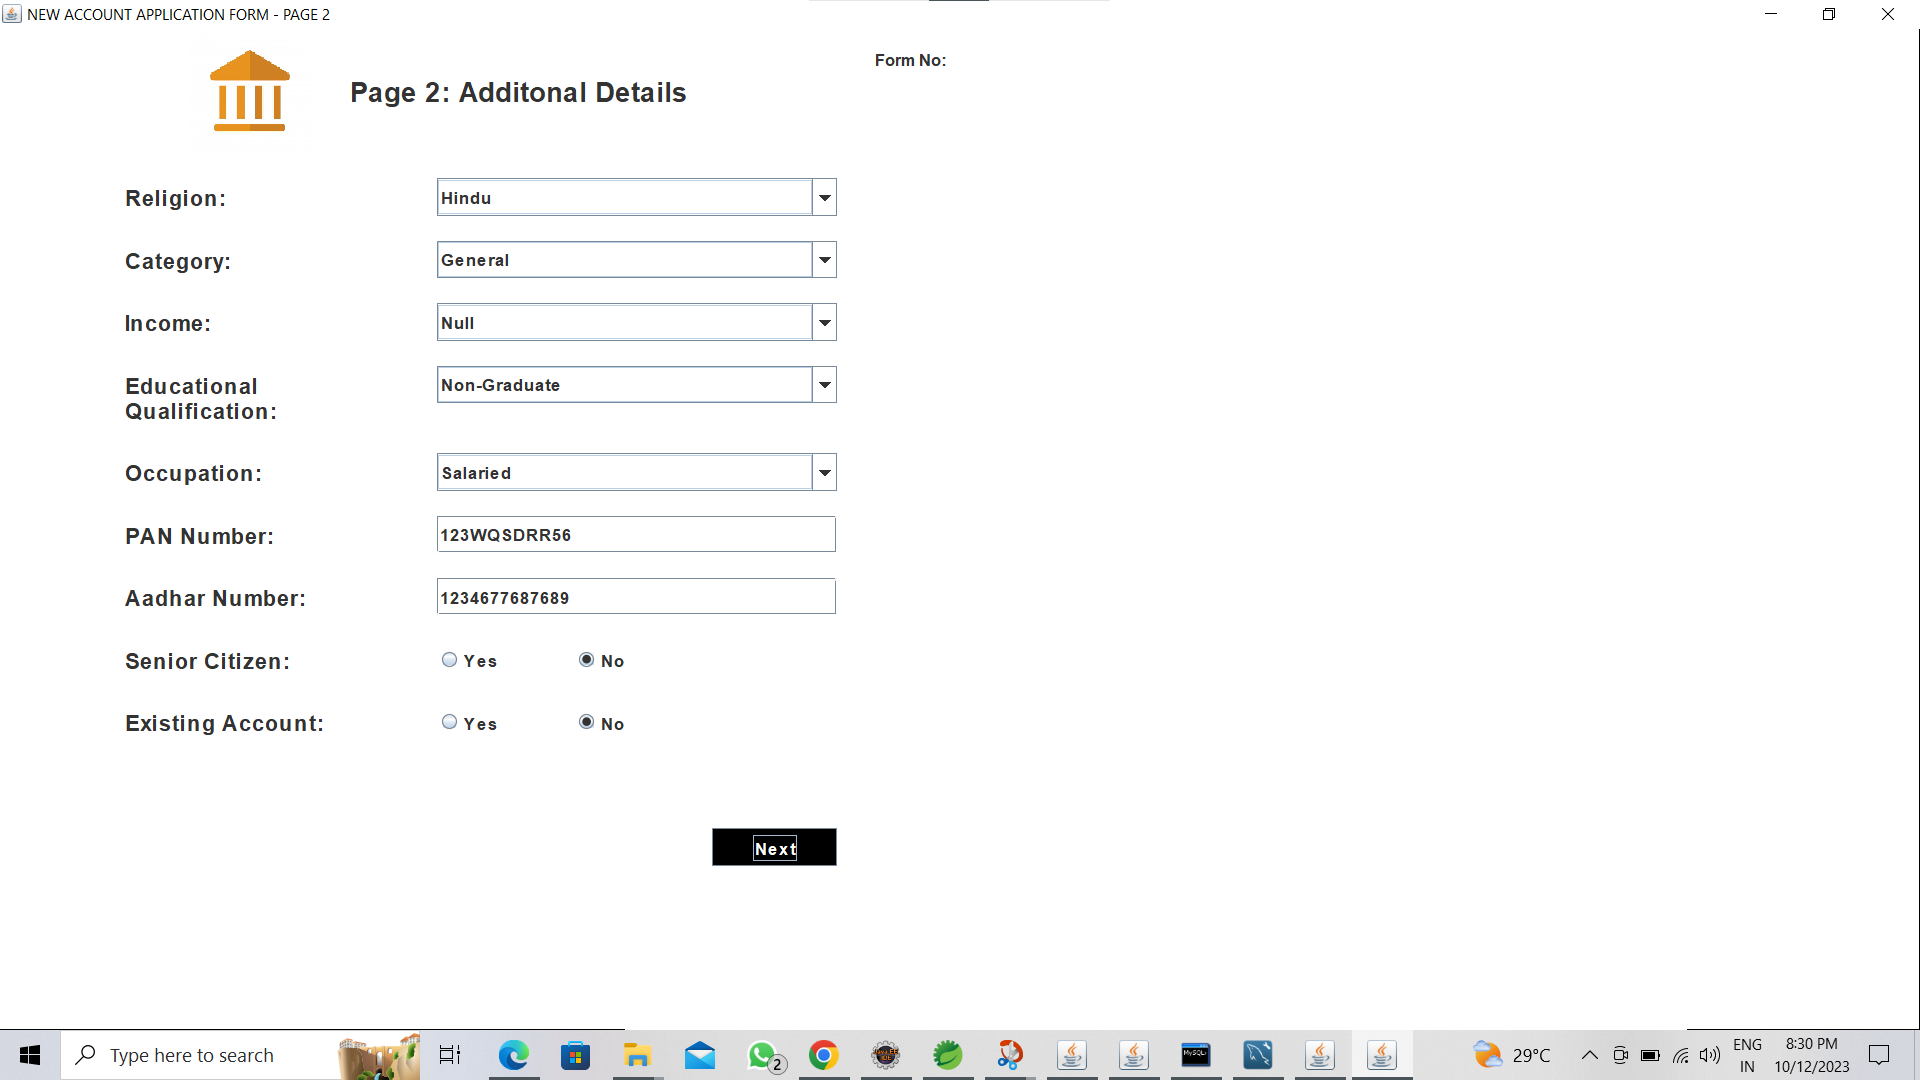 NEW ACCOUNT APPLICATION FORM - PAGE 2
Form No:
Page 2: Additonal Details
Religion:
Hindu
Category:
General
Income:
Null
Educational
Qualification:
Non-Graduate
Occupation:
Salaried
PAN Number:
123WQSDRR56
Aadhar Number:
1234677687689
Senior Citizen:
Yes
No
Existing Account:
Yes
No
Next
Type here to search
2
MySQL
29°C
ENG
IN
8:30 PM
10/12/2023